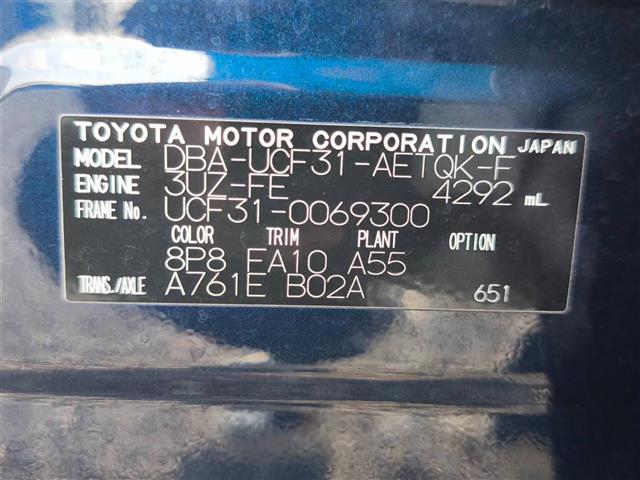 TOYOTA MOTOR CORPORATION JAPAN
MODEL DBA-UCF31-AETQK-F
ENGINE 3UZ-FE 4292 mL
FRAME No. UCF31-0069300
COLOR TRIM PLANT OPTION
8P8 EA10 A55
TRANS./AXLE A761E B02A 651